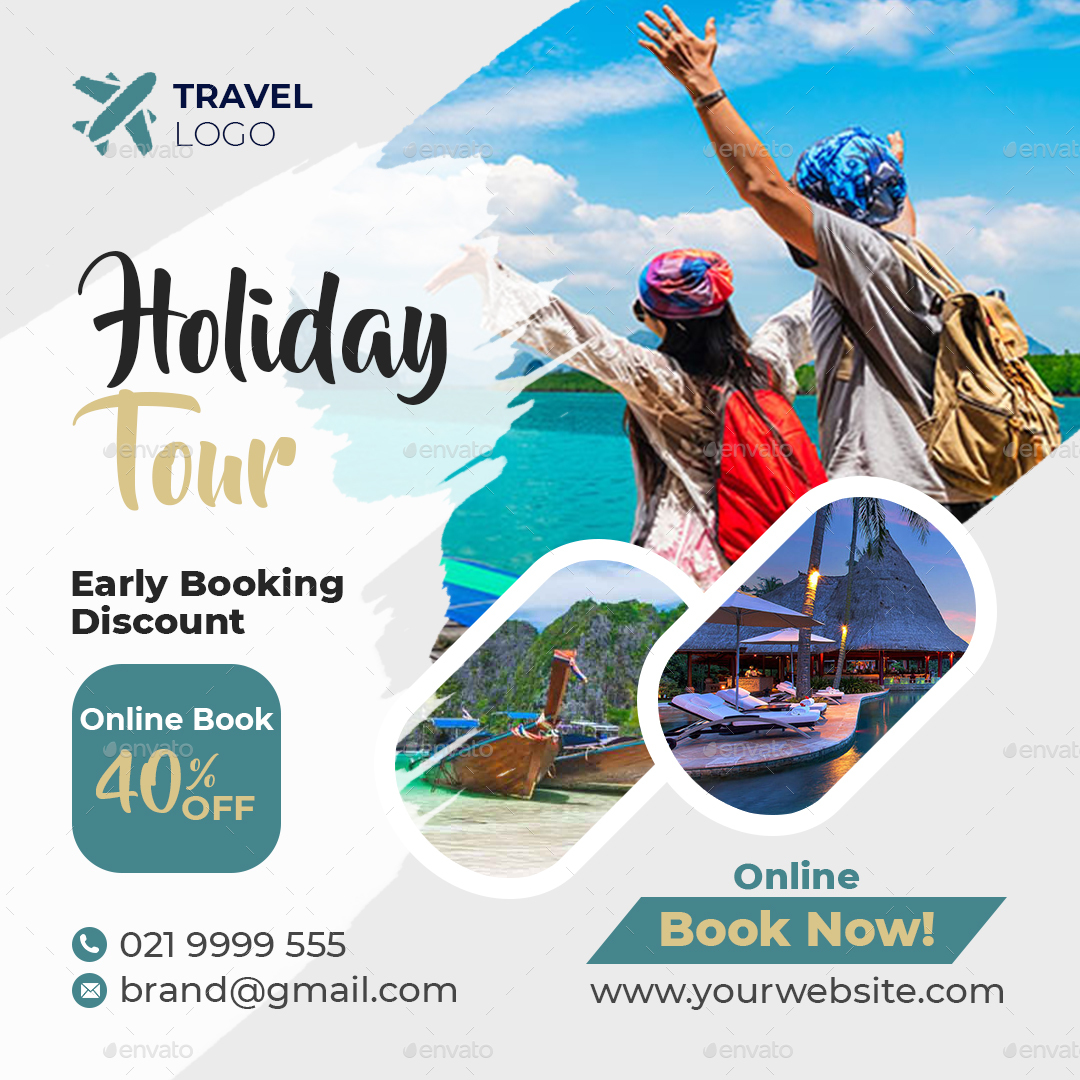 TRAVEL
LOGO
Holiday
Tour
Early Booking
Discount
Online Book
40%
OFF
021 9999 555
brand@gmail.com
Online
Book Now!
www.yourwebsite.com
envato